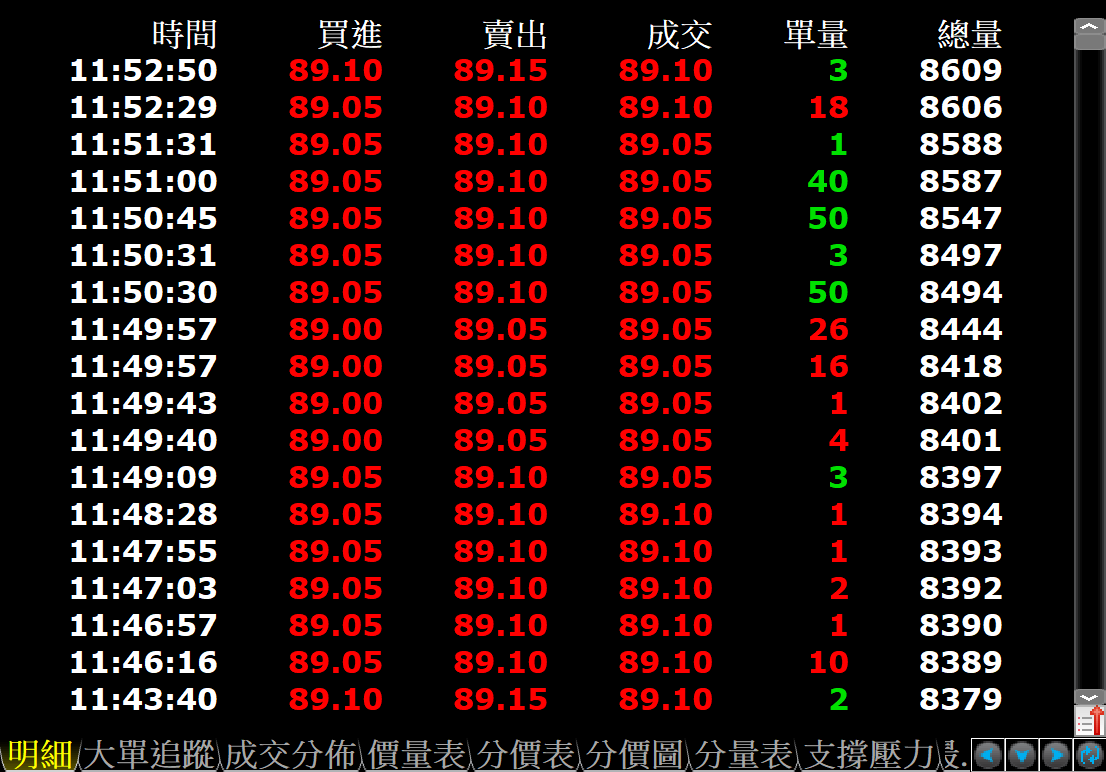 時間 買進 賣出 成交 單量 總量
11:52:50 89.10 89.15 89.10 3 8609
11:52:29 89.05 89.10 89.10 18 8606
11:51:31 89.05 89.10 89.05 1 8588
11:51:00 89.05 89.10 89.05 40 8587
11:50:45 89.05 89.10 89.05 50 8547
11:50:31 89.05 89.10 89.05 3 8497
11:50:30 89.05 89.10 89.05 50 8494
11:49:57 89.00 89.05 89.05 26 8444
11:49:57 89.00 89.05 89.05 16 8418
11:49:43 89.00 89.05 89.05 1 8402
11:49:40 89.00 89.05 89.05 4 8401
11:49:09 89.05 89.10 89.05 3 8397
11:48:28 89.05 89.10 89.10 1 8394
11:47:55 89.05 89.10 89.10 1 8393
11:47:03 89.05 89.10 89.10 2 8392
11:46:57 89.05 89.10 89.10 1 8390
11:46:16 89.05 89.10 89.10 10 8389
11:43:40 89.10 89.15 89.10 2 8379
明細 大單追蹤 成交分佈 價量表 分價表 分價圖 分量表 支撐壓力